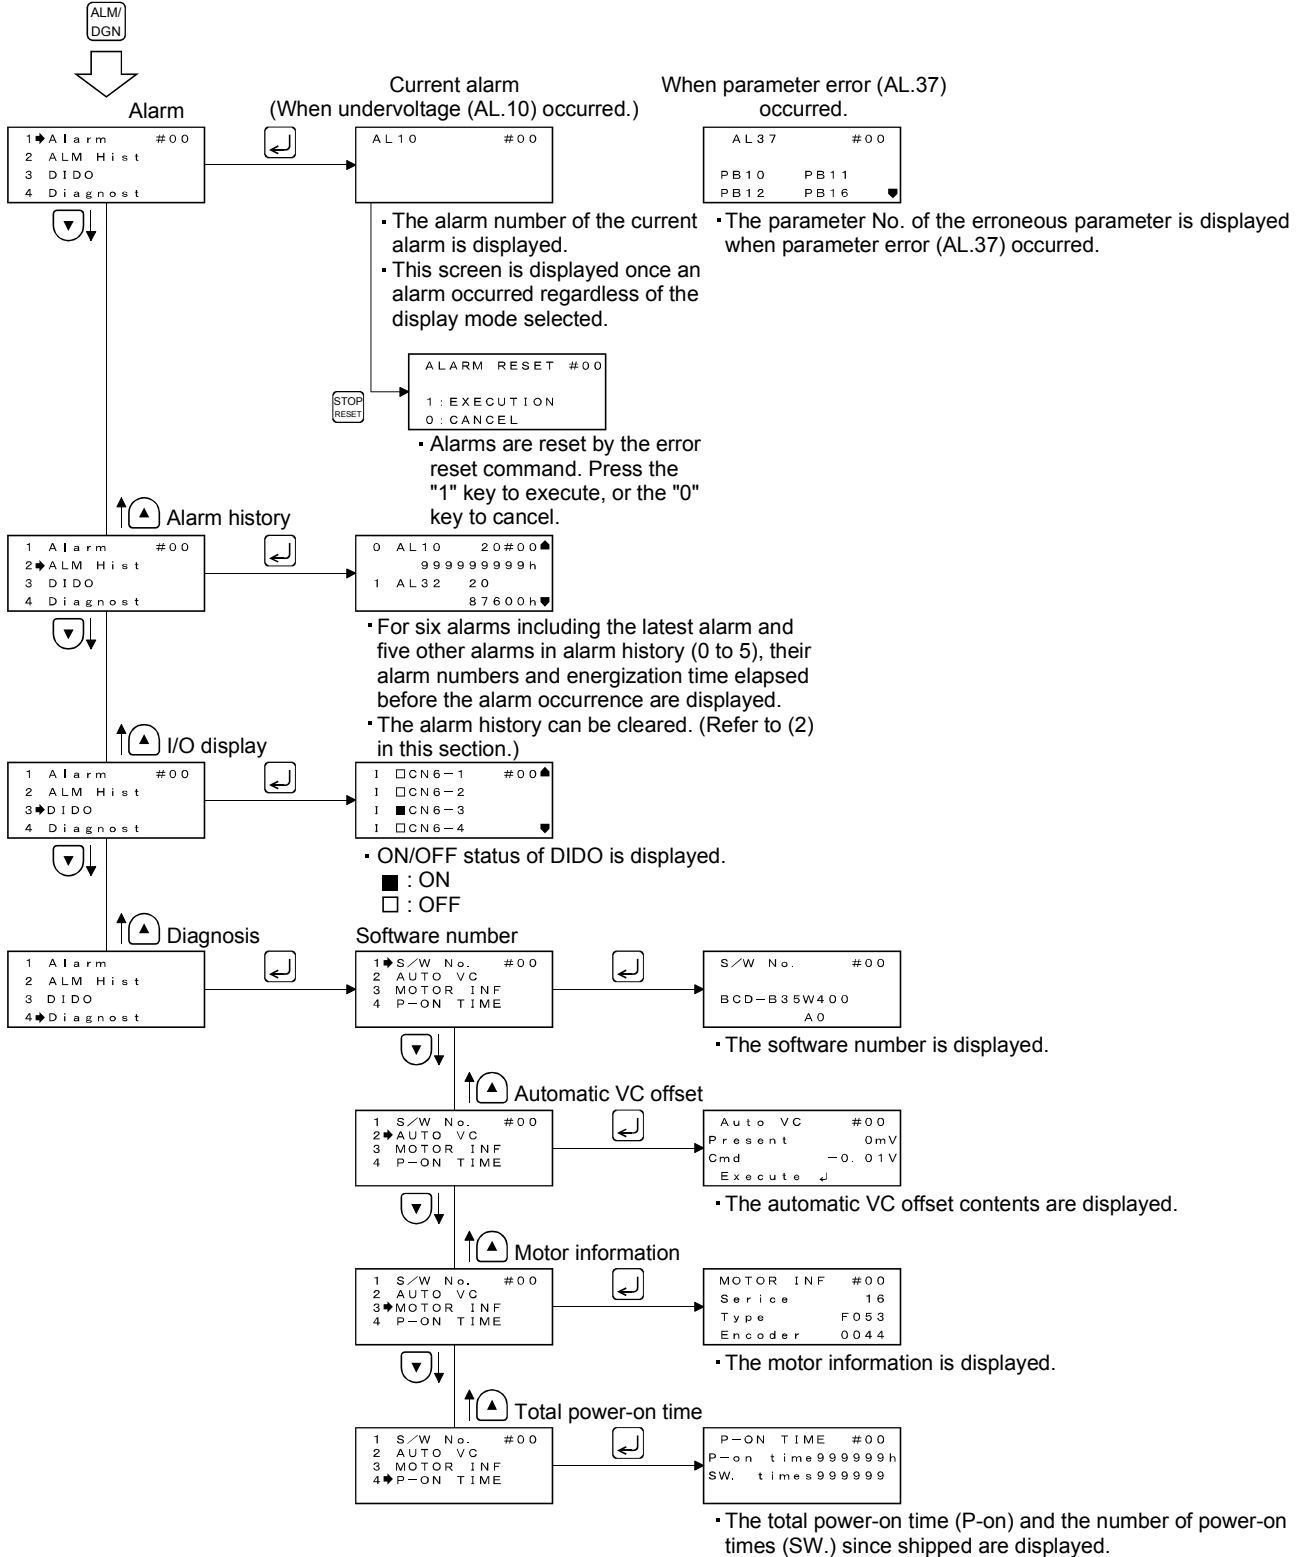 ALM/
DGN
Alarm
1 Alarm #00
2 ALM Hist
3 DIDO
4 Diagnost
Current alarm
(When undervoltage (AL.10) occurred.)
AL10 #00
When parameter error (AL.37)
occurred.
AL37 #00
PB10 PB11
PB12 PB16
The alarm number of the current
alarm is displayed.
This screen is displayed once an
alarm occurred regardless of the
display mode selected.
The parameter No. of the erroneous parameter is displayed
when parameter error (AL.37) occurred.
STOP
RESET
ALARM RESET #00
1:EXECUTION
0:CANCEL
Alarms are reset by the error
reset command. Press the
"1" key to execute, or the "0"
key to cancel.
Alarm history
1 Alarm #00
2 ALM Hist
3 DIDO
4 Diagnost
0 AL10 20#00
999999999h
1 AL32 20
87600h
For six alarms including the latest alarm and
five other alarms in alarm history (0 to 5), their
alarm numbers and energization time elapsed
before the alarm occurrence are displayed.
The alarm history can be cleared. (Refer to (2)
in this section.)
I/O display
1 Alarm #00
2 ALM Hist
3 DIDO
4 Diagnost
I □CN6-1 #00
I □CN6-2
I ■CN6-3
I □CN6-4
ON/OFF status of DIDO is displayed.
■ : ON
□ : OFF
Diagnosis
1 Alarm
2 ALM Hist
3 DIDO
4 Diagnost
Software number
1 S/W No. #00
2 AUTO VC
3 MOTOR INF
4 P-ON TIME
S/W No. #00
BCD-B35W400
A0
The software number is displayed.
Automatic VC offset
1 S/W No. #00
2 AUTO VC
3 MOTOR INF
4 P-ON TIME
Auto VC #00
Present 0mV
Cmd -0.01V
Execute ↲
The automatic VC offset contents are displayed.
Motor information
1 S/W No. #00
2 AUTO VC
3 MOTOR INF
4 P-ON TIME
MOTOR INF #00
Serice 16
Type F053
Encoder 0044
The motor information is displayed.
Total power-on time
1 S/W No. #00
2 AUTO VC
3 MOTOR INF
4 P-ON TIME
P-ON TIME #00
P-on time999999h
SW. times999999
The total power-on time (P-on) and the number of power-on
times (SW.) since shipped are displayed.